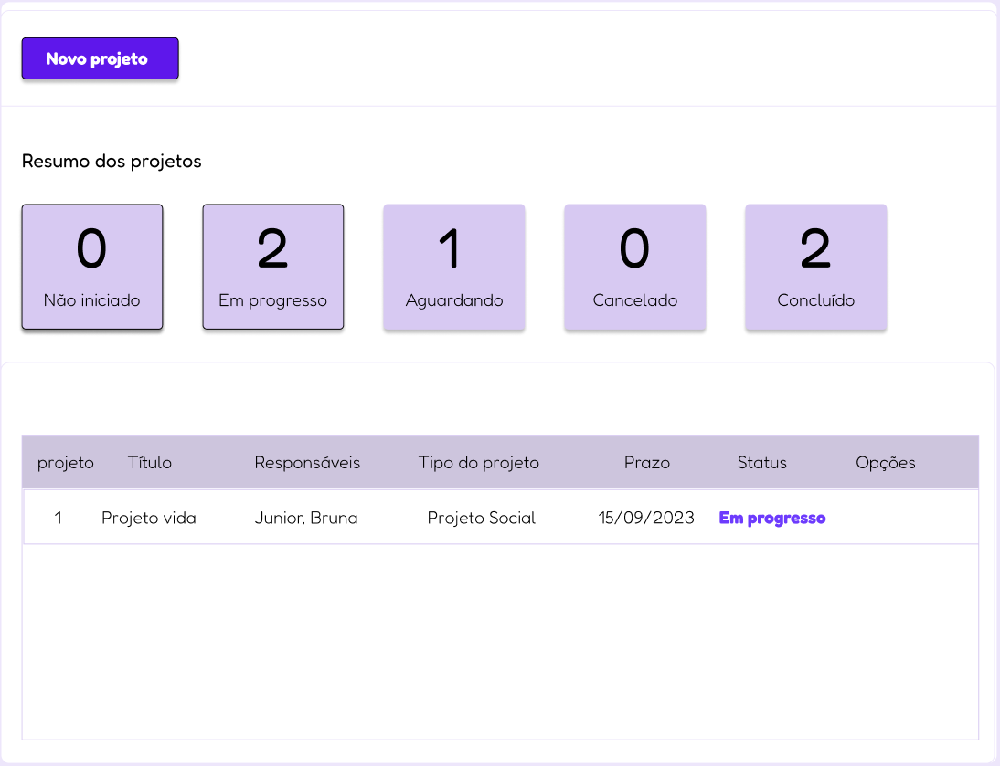 Novo projeto
Resumo dos projetos
0 2 1 0 2
Não iniciado Em progresso Aguardando Cancelado Concluído
projeto Título Responsáveis Tipo do projeto Prazo Status Opções
1 Projeto vida Junior, Bruna Projeto Social 15/09/2023 Em progresso